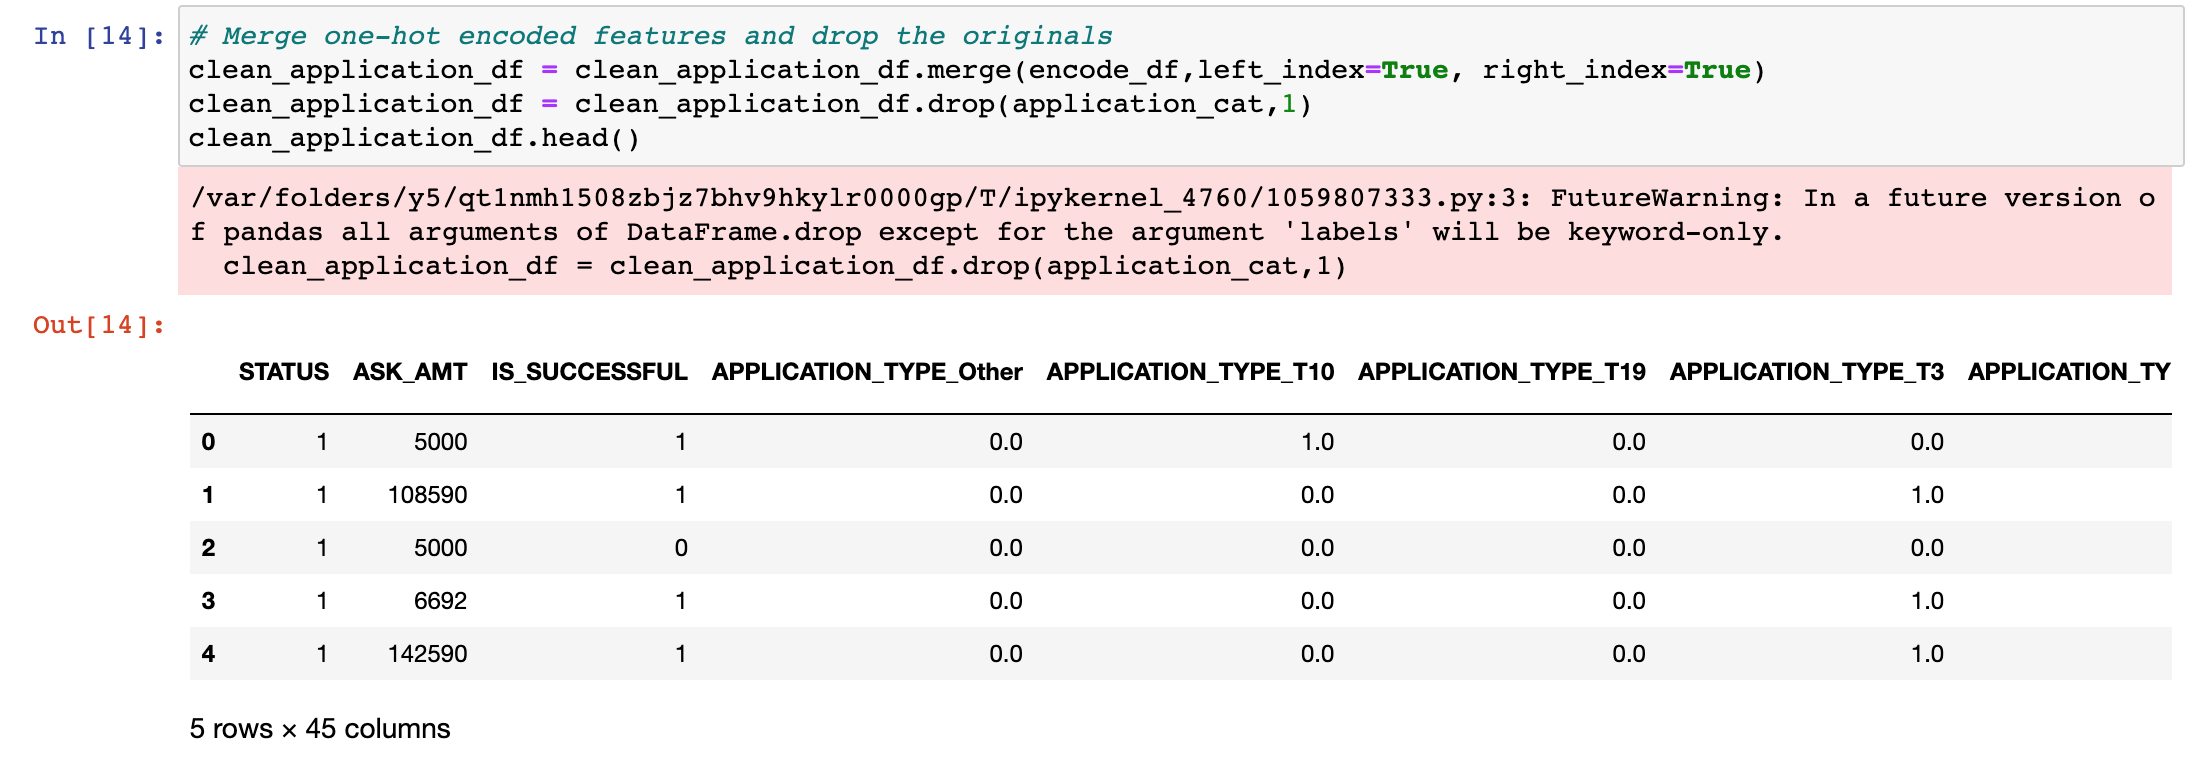 In [14]: # Merge one-hot encoded features and drop the originals
clean_application_df = clean_application_df.merge(encode_df,left_index=True, right_index=True)
clean_application_df = clean_application_df.drop(application_cat,1)
clean_application_df.head()
/var/folders/y5/qt1nmh1508zbjz7bhv9hkylr0000gp/T/ipykernel_4760/1059807333.py:3: FutureWarning: In a future version o
f pandas all arguments of DataFrame.drop except for the argument 'labels' will be keyword-only.
clean_application_df = clean_application_df.drop(application_cat,1)
Out[14]:
STATUS ASK_AMT IS_SUCCESSFUL APPLICATION_TYPE_Other APPLICATION_TYPE_T10 APPLICATION_TYPE_T19 APPLICATION_TYPE_T3 APPLICATION_TY
0 1 5000 1 0.0 1.0 0.0 0.0
1 1 108590 1 0.0 0.0 0.0 1.0
2 1 5000 0 0.0 0.0 0.0 0.0
3 1 6692 1 0.0 0.0 0.0 1.0
4 1 142590 1 0.0 0.0 0.0 1.0
5 rows × 45 columns